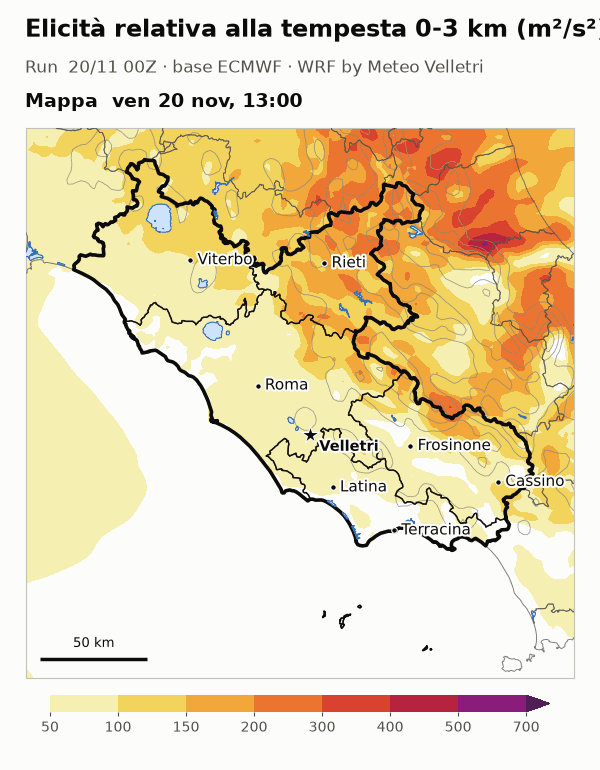 Elicità relativa alla tempesta 0-3 km (m²/s²)
Run  20/11 00Z · base ECMWF · WRF by Meteo Velletri
Mappa  ven 20 nov, 13:00
Viterbo
Rieti
Roma
Velletri
Frosinone
Cassino
Latina
Terracina
50 km
50 100 150 200 300 400 500 700